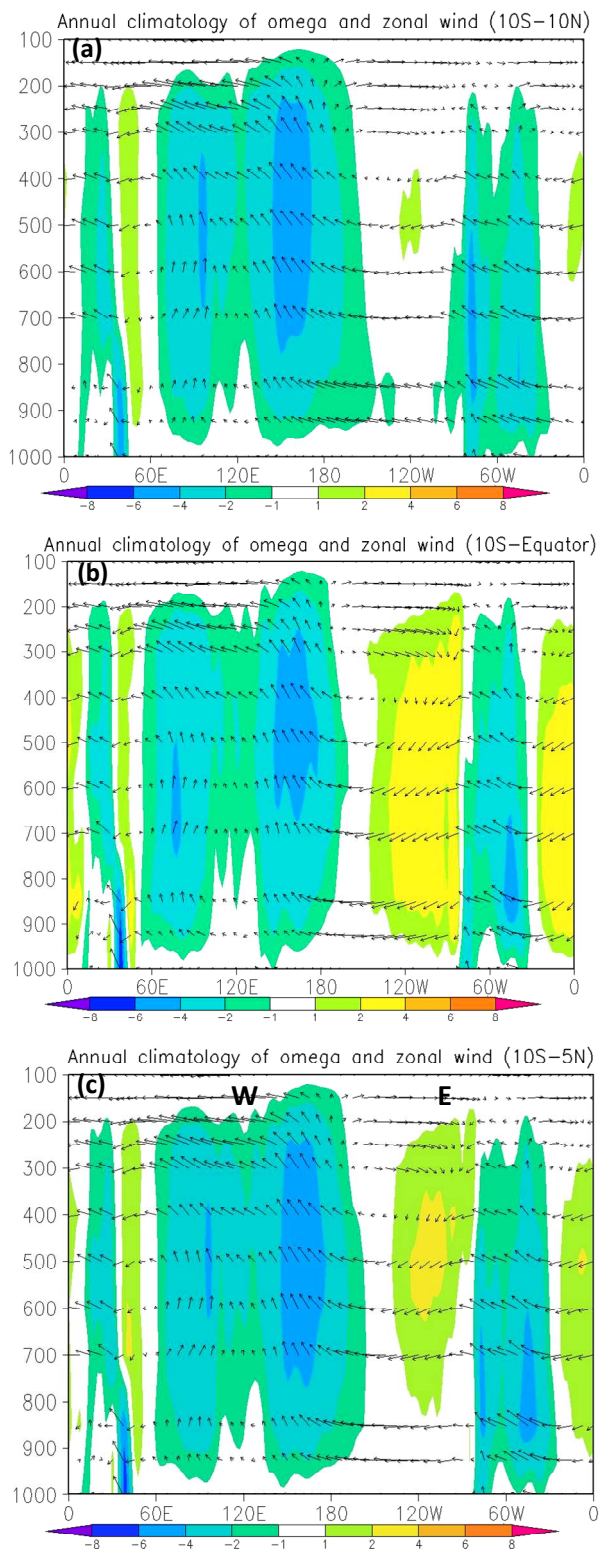 Annual climatology of omega and zonal wind (10S-10N)
(a)
100
200
300
400
500
600
700
800
900
1000
0 60E 120E 180 120W 60W 0
-8 -6 -4 -2 -1 1 2 4 6 8
Annual climatology of omega and zonal wind (10S-Equator)
(b)
100
200
300
400
500
600
700
800
900
1000
0 60E 120E 180 120W 60W 0
-8 -6 -4 -2 -1 1 2 4 6 8
Annual climatology of omega and zonal wind (10S-5N)
(c)
W E
100
200
300
400
500
600
700
800
900
1000
0 60E 120E 180 120W 60W 0
-8 -6 -4 -2 -1 1 2 4 6 8